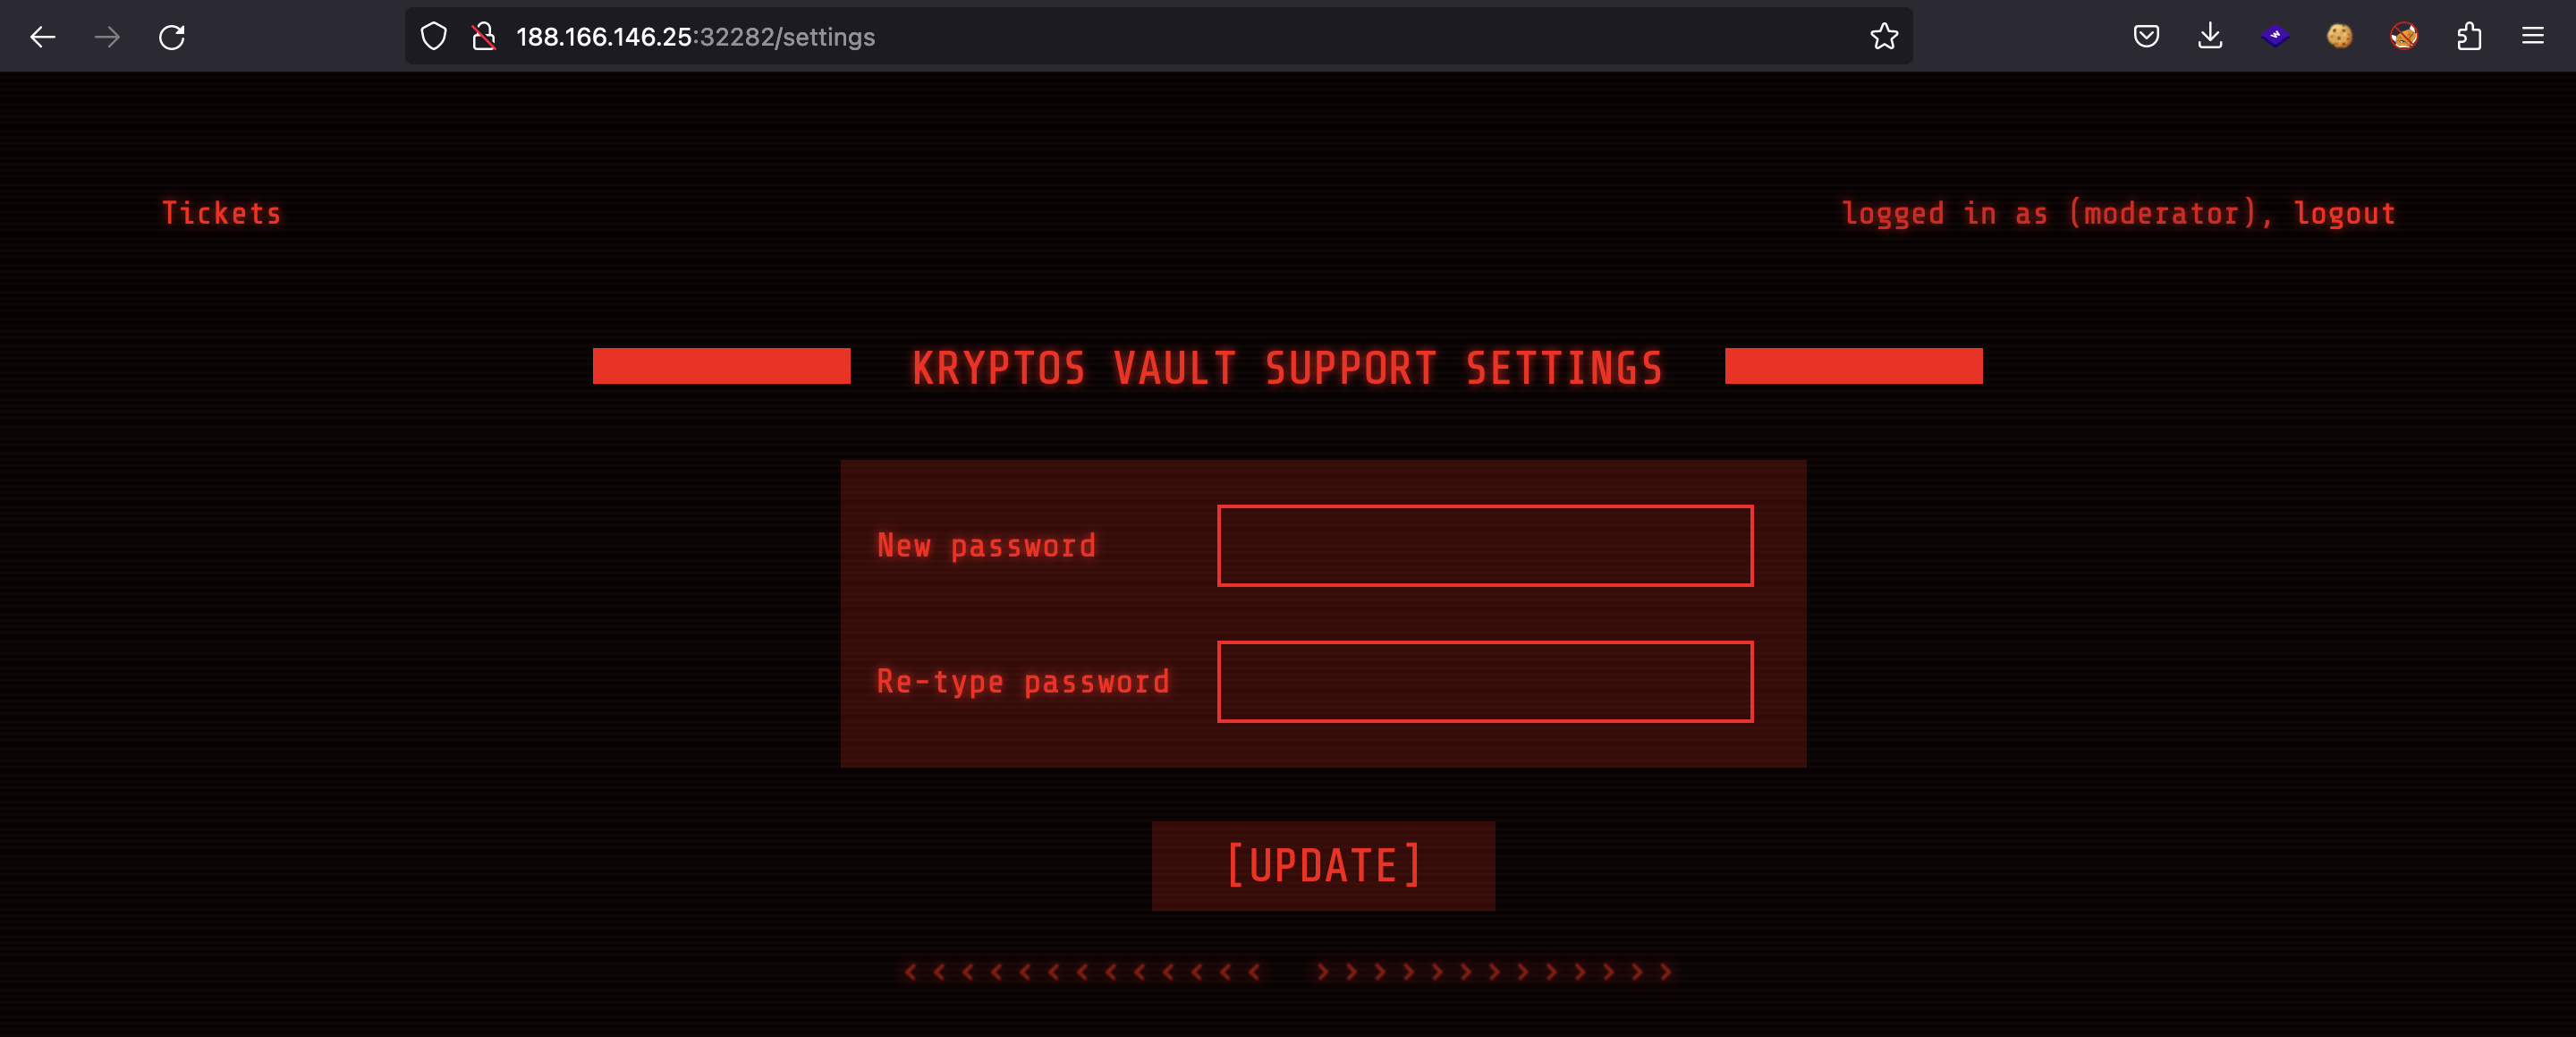 188.166.146.25:32282/settings
Tickets
logged in as (moderator), logout
KRYPTOS VAULT SUPPORT SETTINGS
New password
Re-type password
[UPDATE]
<<<<<<<<<<<<< >>>>>>>>>>>>>